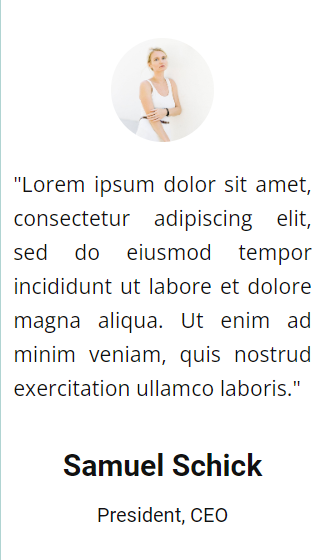 "Lorem ipsum dolor sit amet,
consectetur adipiscing elit,
sed do eiusmod tempor
incididunt ut labore et dolore
magna aliqua. Ut enim ad
minim veniam, quis nostrud
exercitation ullamco laboris."
Samuel Schick
President, CEO